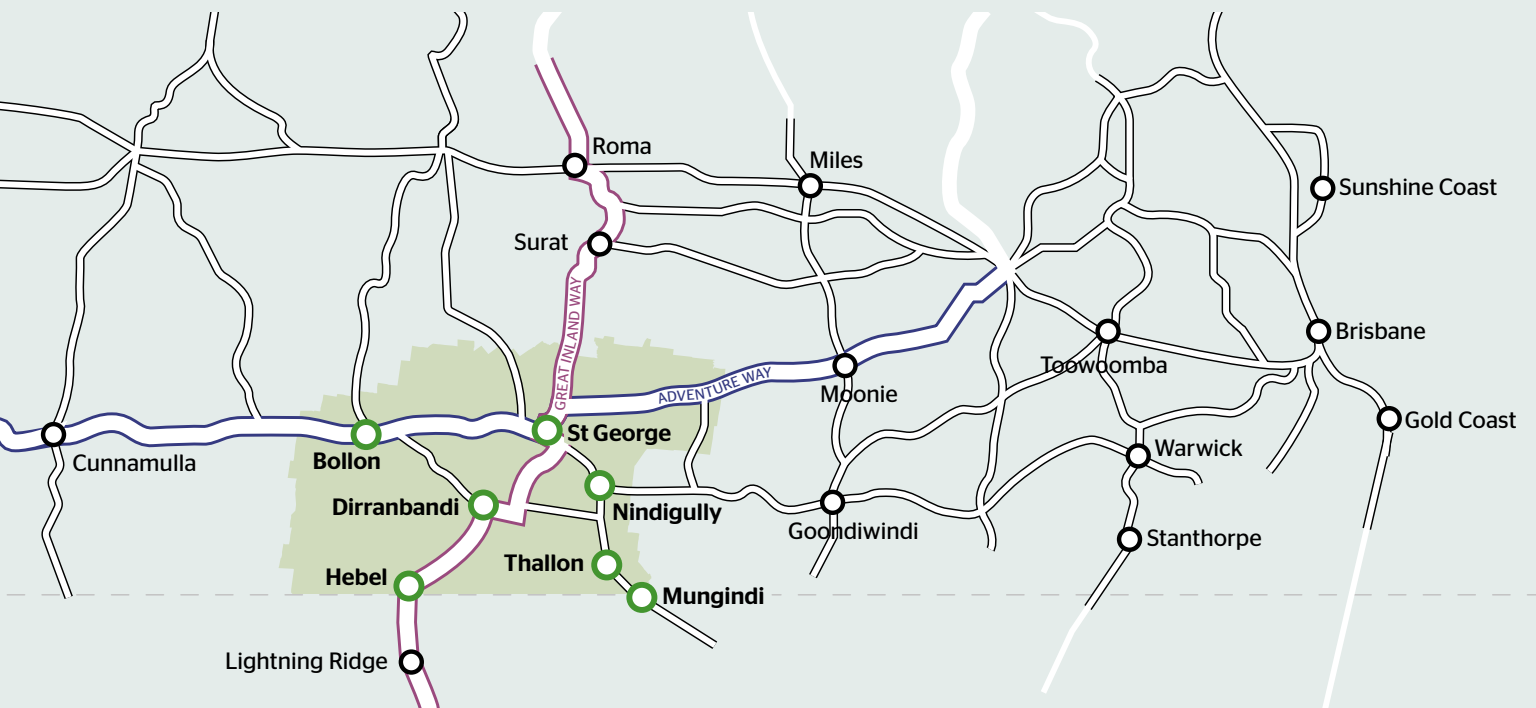 Roma
Miles
Sunshine Coast
Surat
GREAT INLAND WAY
Brisbane
Toowoomba
ADVENTURE WAY
Moonie
Gold Coast
St George
Cunnamulla
Bollon
Warwick
Dirranbandi
Nindigully
Goondiwindi
Stanthorpe
Thallon
Hebel
Mungindi
Lightning Ridge